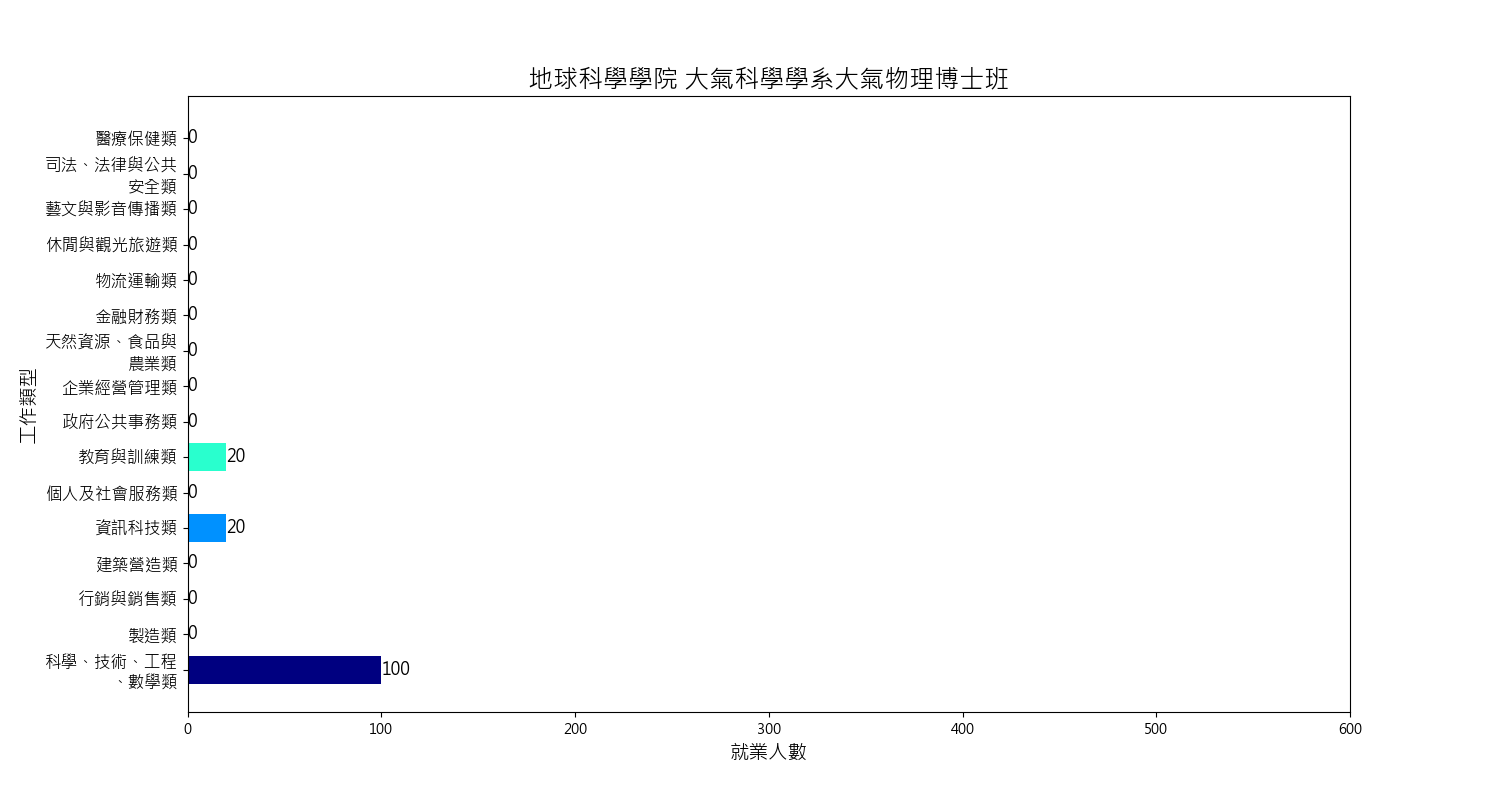 地球科學學院 大氣科學學系大氣物理博士班
醫療保健類 0
司法、法律與公共
安全類 0
藝文與影音傳播類 0
休閒與觀光旅遊類 0
物流運輸類 0
金融財務類 0
天然資源、食品與
農業類 0
企業經營管理類 0
政府公共事務類 0
教育與訓練類 20
個人及社會服務類 0
資訊科技類 20
建築營造類 0
行銷與銷售類 0
製造類 0
科學、技術、工程
、數學類 100
工作類型
0 100 200 300 400 500 600
就業人數